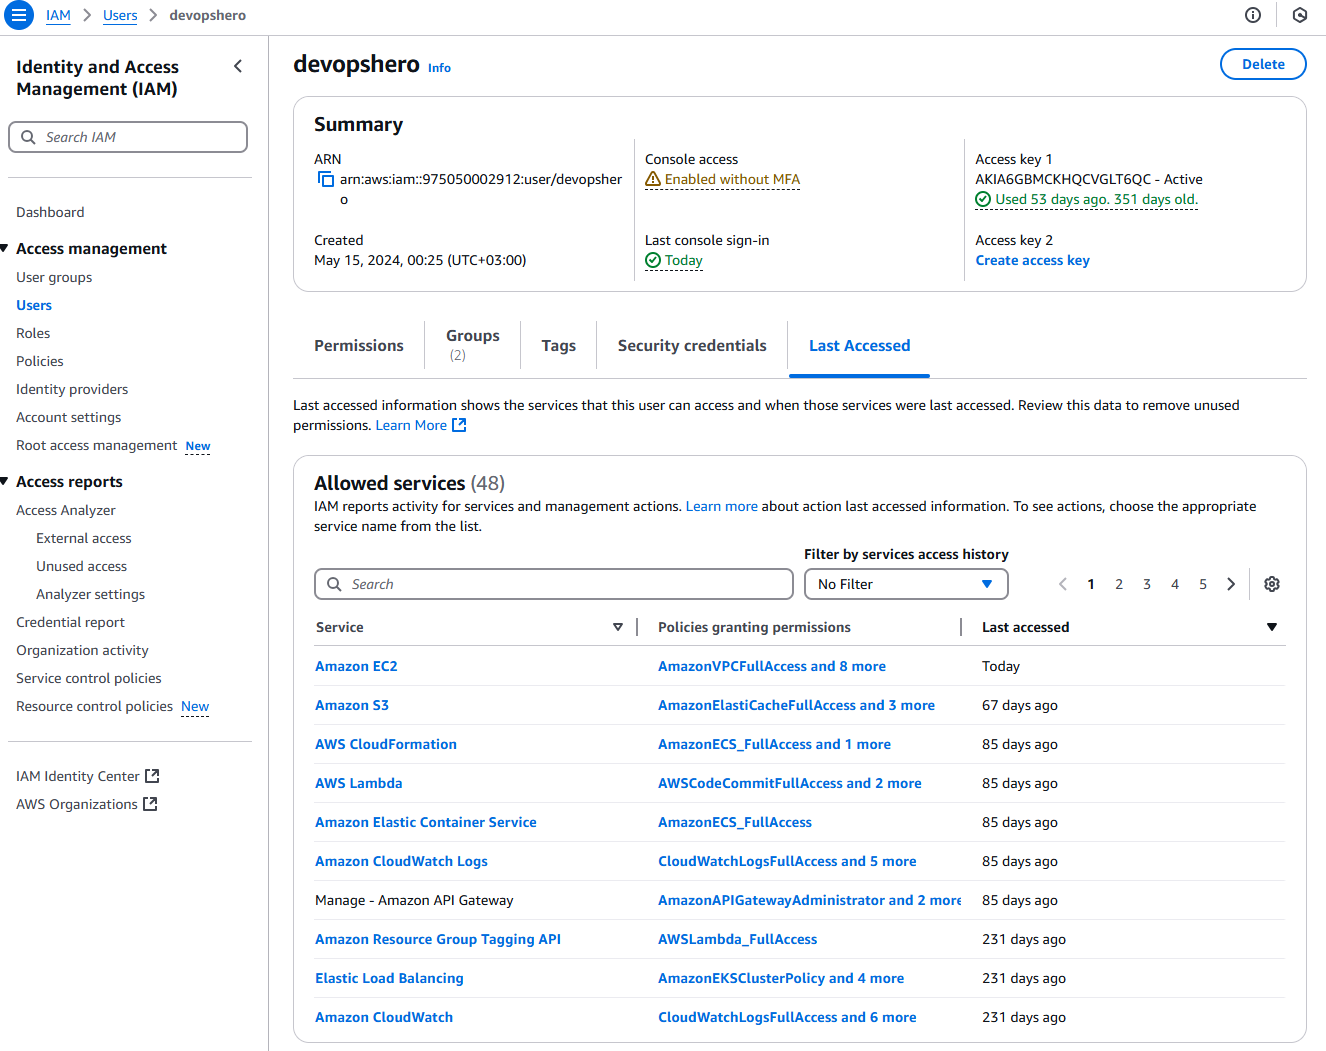 IAM > Users > devopshero
Identity and Access
Management (IAM)
Search IAM
Dashboard
Access management
User groups
Users
Roles
Policies
Identity providers
Account settings
Root access management New
Access reports
Access Analyzer
External access
Unused access
Analyzer settings
Credential report
Organization activity
Service control policies
Resource control policies New
IAM Identity Center
AWS Organizations
devopshero Info
Delete
Summary
ARN
arn:aws:iam::975050002912:user/devopsher
o
Created
May 15, 2024, 00:25 (UTC+03:00)
Console access
Enabled without MFA
Last console sign-in
Today
Access key 1
AKIA6GBMCKHQCVGLT6QC - Active
Used 53 days ago. 351 days old.
Access key 2
Create access key
Permissions
Groups
(2)
Tags
Security credentials
Last Accessed
Last accessed information shows the services that this user can access and when those services were last accessed. Review this data to remove unused
permissions. Learn More
Allowed services (48)
IAM reports activity for services and management actions. Learn more about action last accessed information. To see actions, choose the appropriate
service name from the list.
Filter by services access history
Search
No Filter
1 2 3 4 5
Service Policies granting permissions Last accessed
Amazon EC2 AmazonVPCFullAccess and 8 more Today
Amazon S3 AmazonElastiCacheFullAccess and 3 more 67 days ago
AWS CloudFormation AmazonECS_FullAccess and 1 more 85 days ago
AWS Lambda AWSCodeCommitFullAccess and 2 more 85 days ago
Amazon Elastic Container Service AmazonECS_FullAccess 85 days ago
Amazon CloudWatch Logs CloudWatchLogsFullAccess and 5 more 85 days ago
Manage - Amazon API Gateway AmazonAPIGatewayAdministrator and 2 more 85 days ago
Amazon Resource Group Tagging API AWSLambda_FullAccess 231 days ago
Elastic Load Balancing AmazonEKSClusterPolicy and 4 more 231 days ago
Amazon CloudWatch CloudWatchLogsFullAccess and 6 more 231 days ago